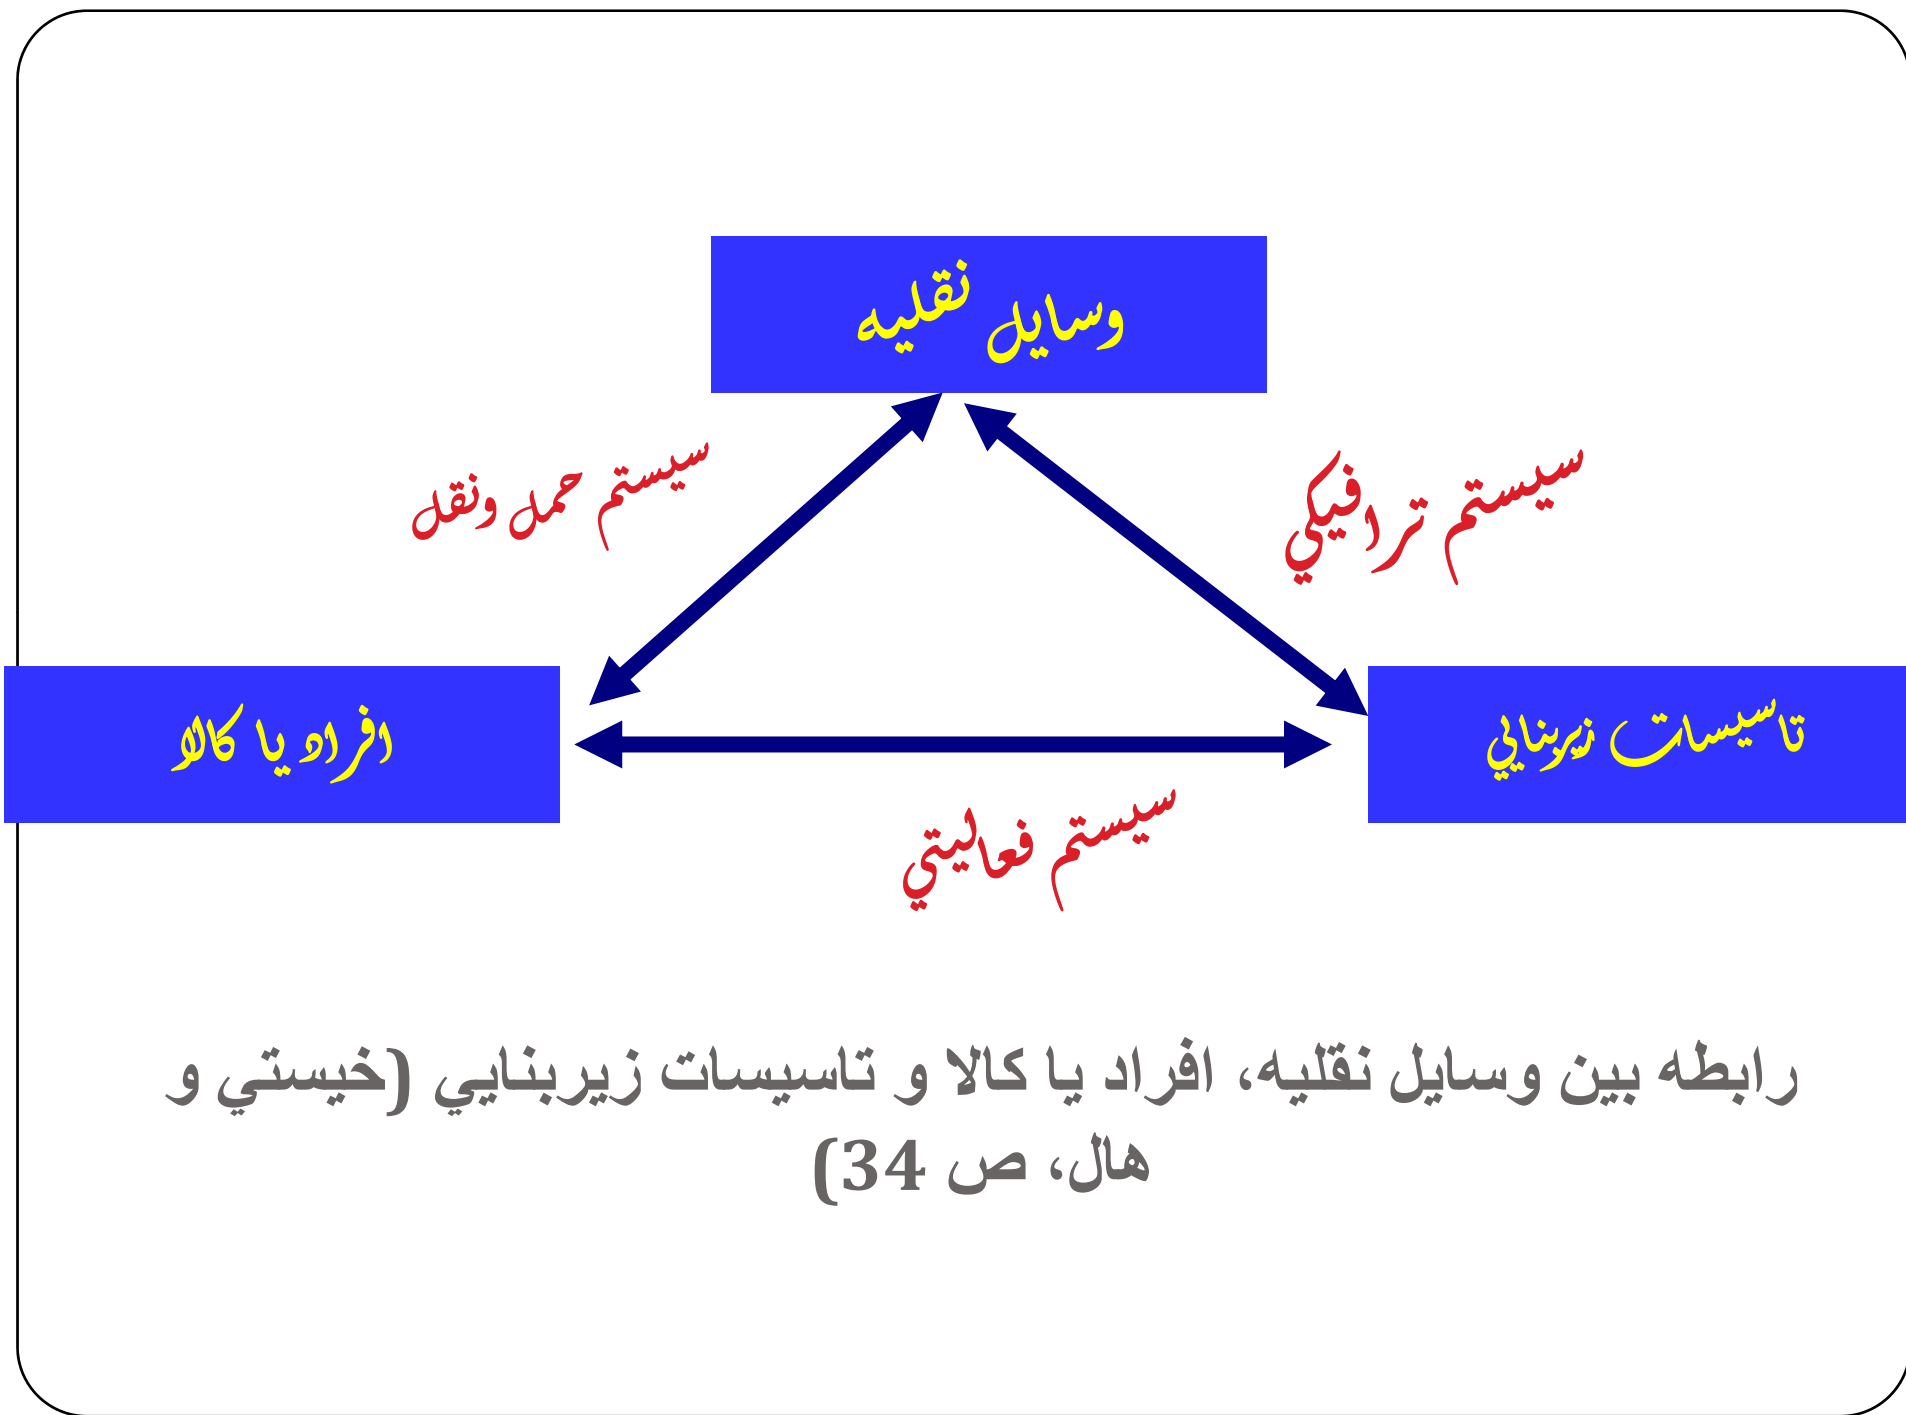 وسايل نقليه
سيستم حمل ونقل
سيستم ترافيكي
افراد يا كالا
تاسيسات زيربنايي
سيستم فعاليتي
رابطه بين وسايل نقليه، افراد يا كالا و تاسيسات زيربنايي (خيستي و
هال، ص 34)